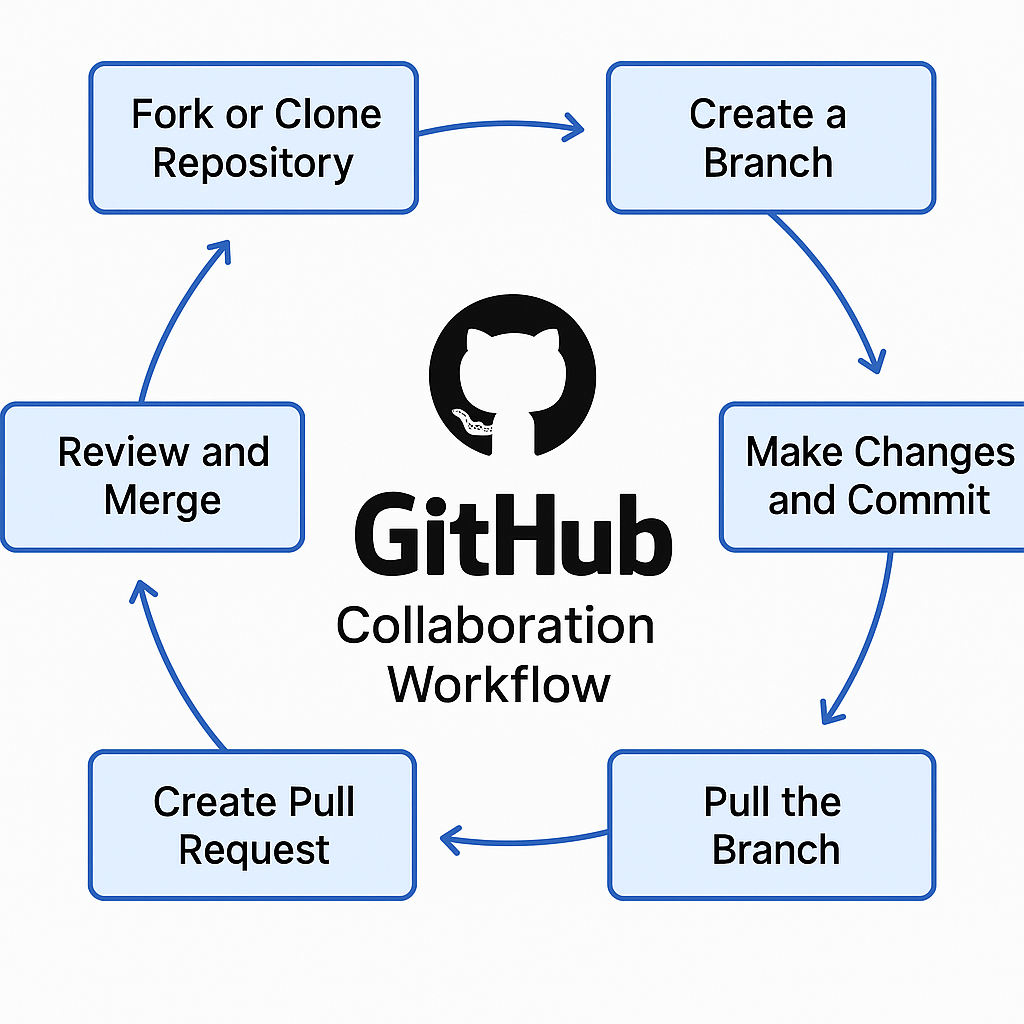 Fork or Clone
Repository
Create a
Branch
Make Changes
and Commit
Pull the
Branch
Create Pull
Request
Review and
Merge
GitHub
Collaboration
Workflow